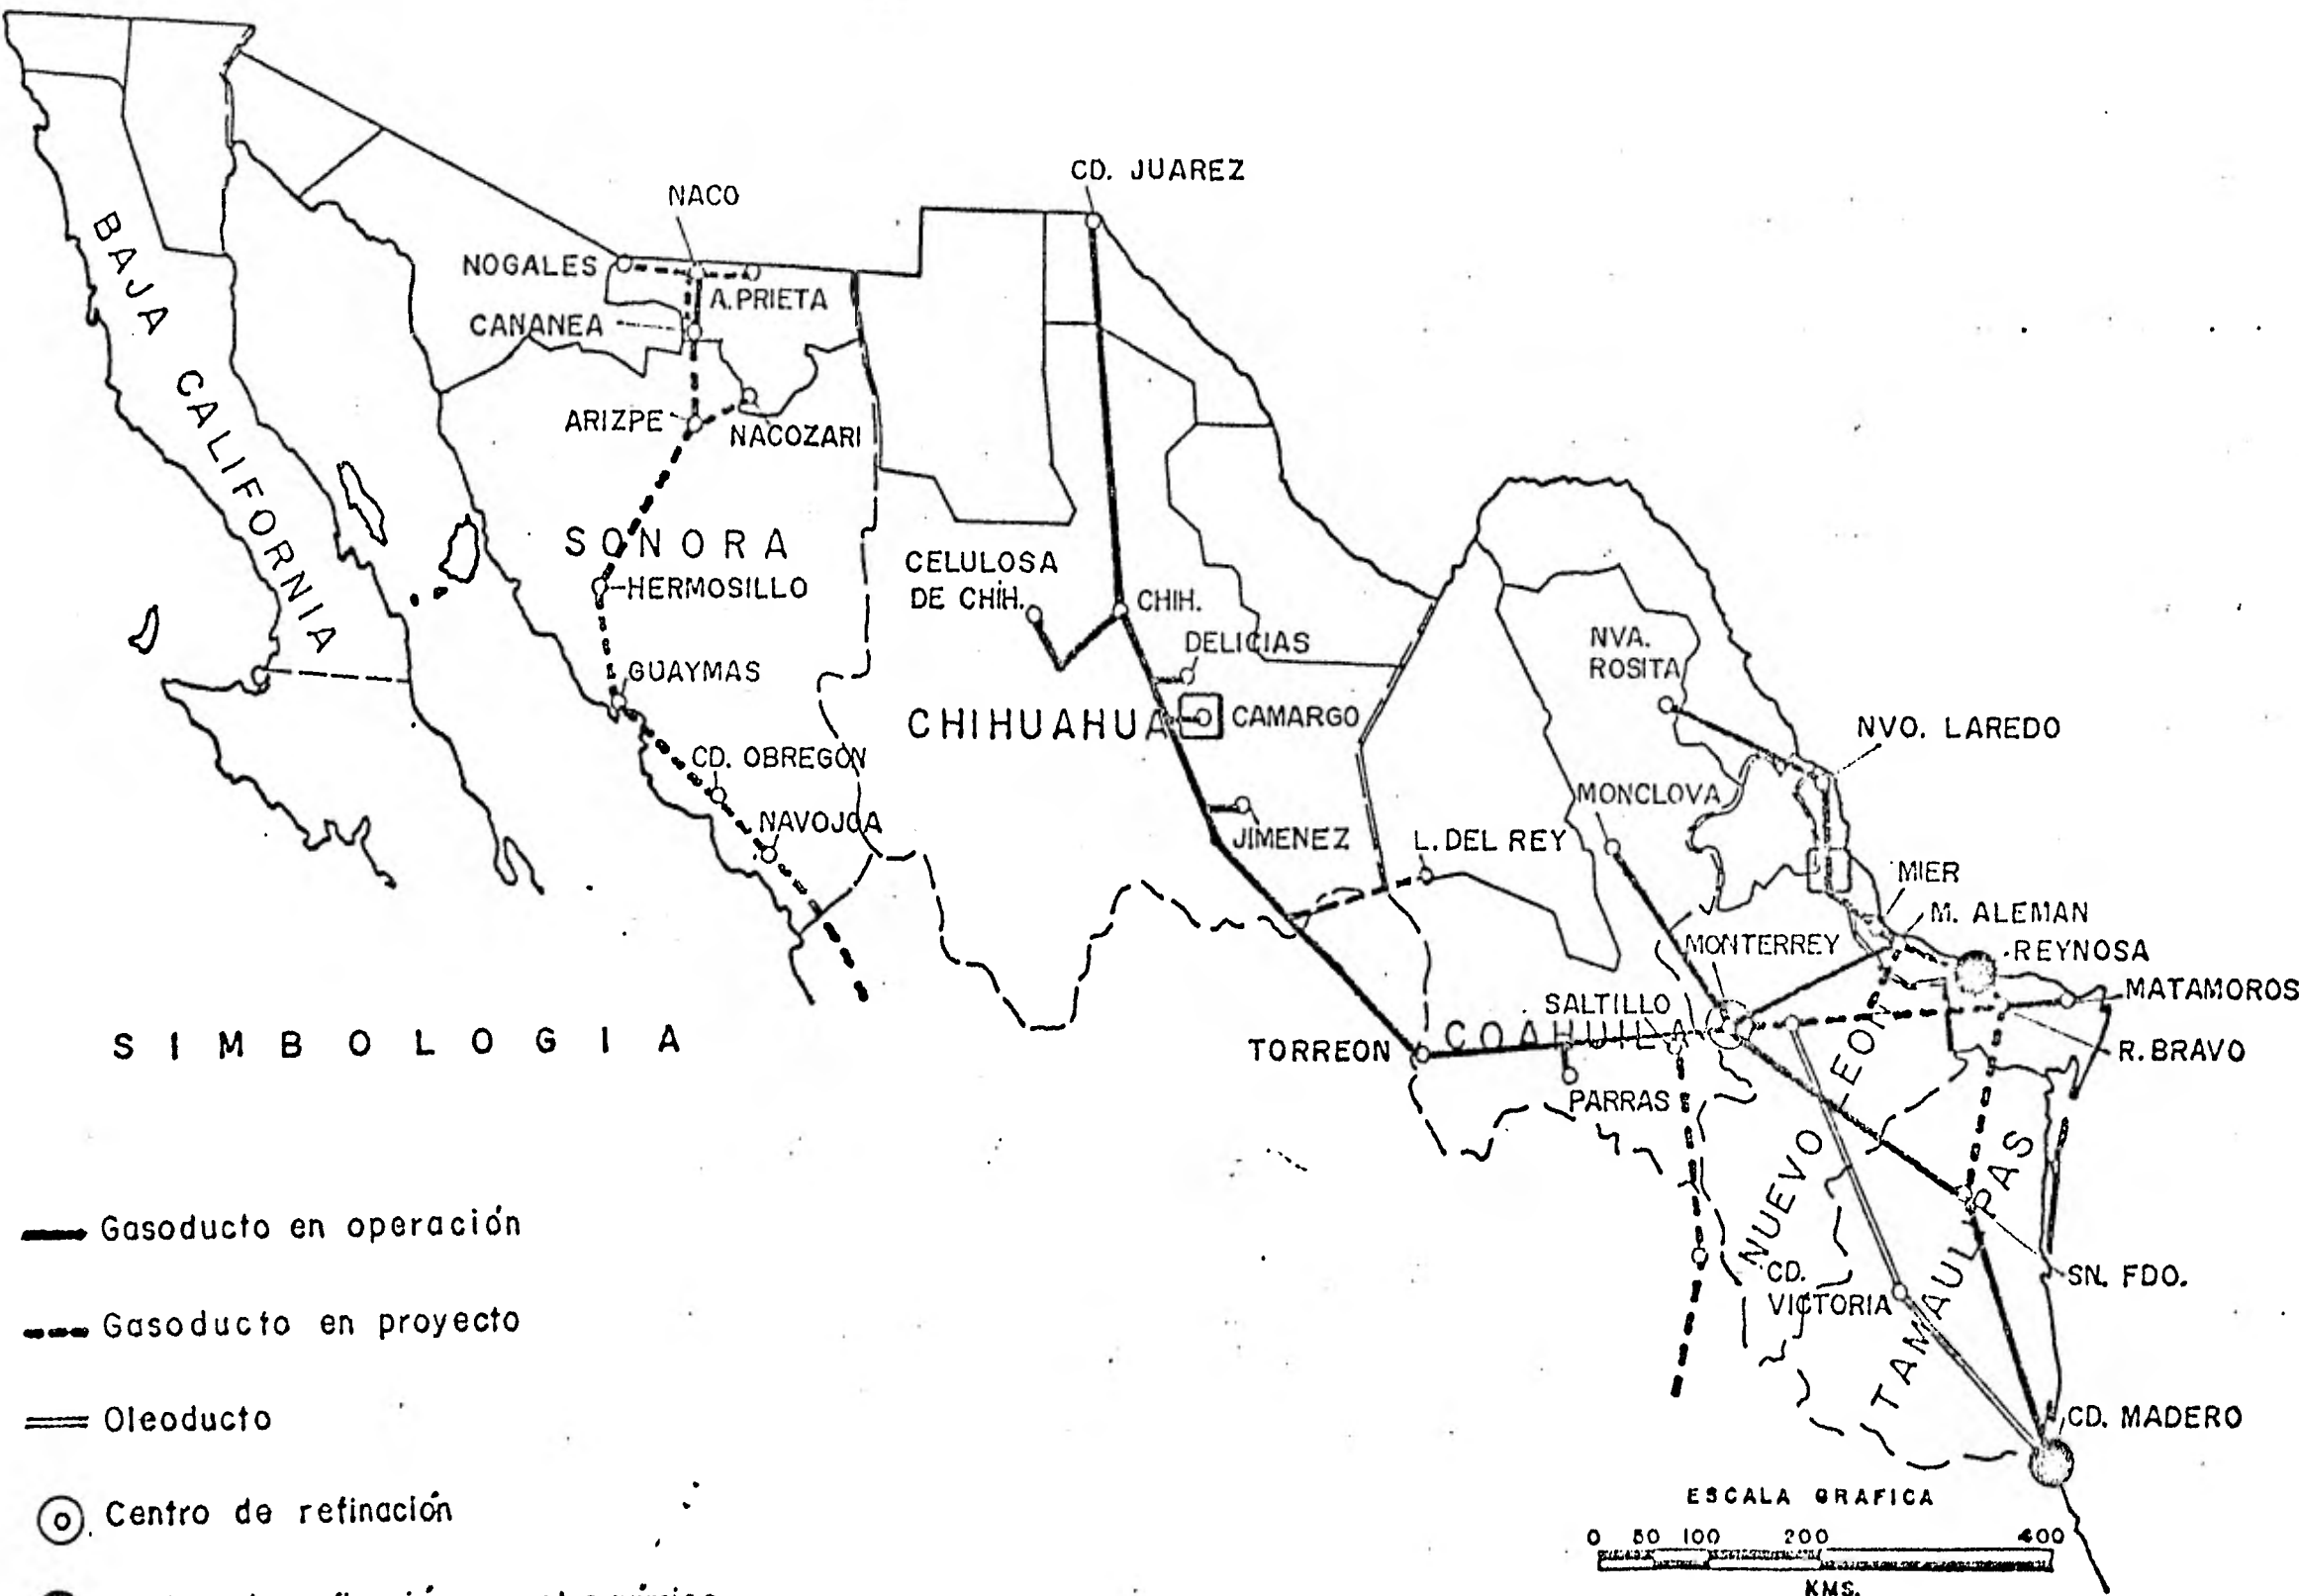 CD. JUAREZ
NACO
NOGALES
A. PRIETA
CANANEA
ARIZPE
NACOZARI
BAJA CALIFORNIA
SONORA
HERMOSILLO
GUAYMAS
CD. OBREGON
NAVOJOA
CELULOSA
DE CHIH.
CHIH.
DELICIAS
CHIHUAHUA
CAMARGO
JIMENEZ
L. DEL REY
NVA.
ROSITA
NVO. LAREDO
MONCLOVA
MIER
M. ALEMAN
MONTERREY
REYNOSA
MATAMOROS
SALTILLO
TORREON
COAHUILA
R. BRAVO
PARRAS
NUEVO LEON
TAMAULIPAS
CD.
VICTORIA
SN. FDO.
CD. MADERO
SIMBOLOGIA
Gasoducto en operación
Gasoducto en proyecto
Oleoducto
Centro de refinación
ESCALA GRAFICA
0 50 100 200 400
KMS.